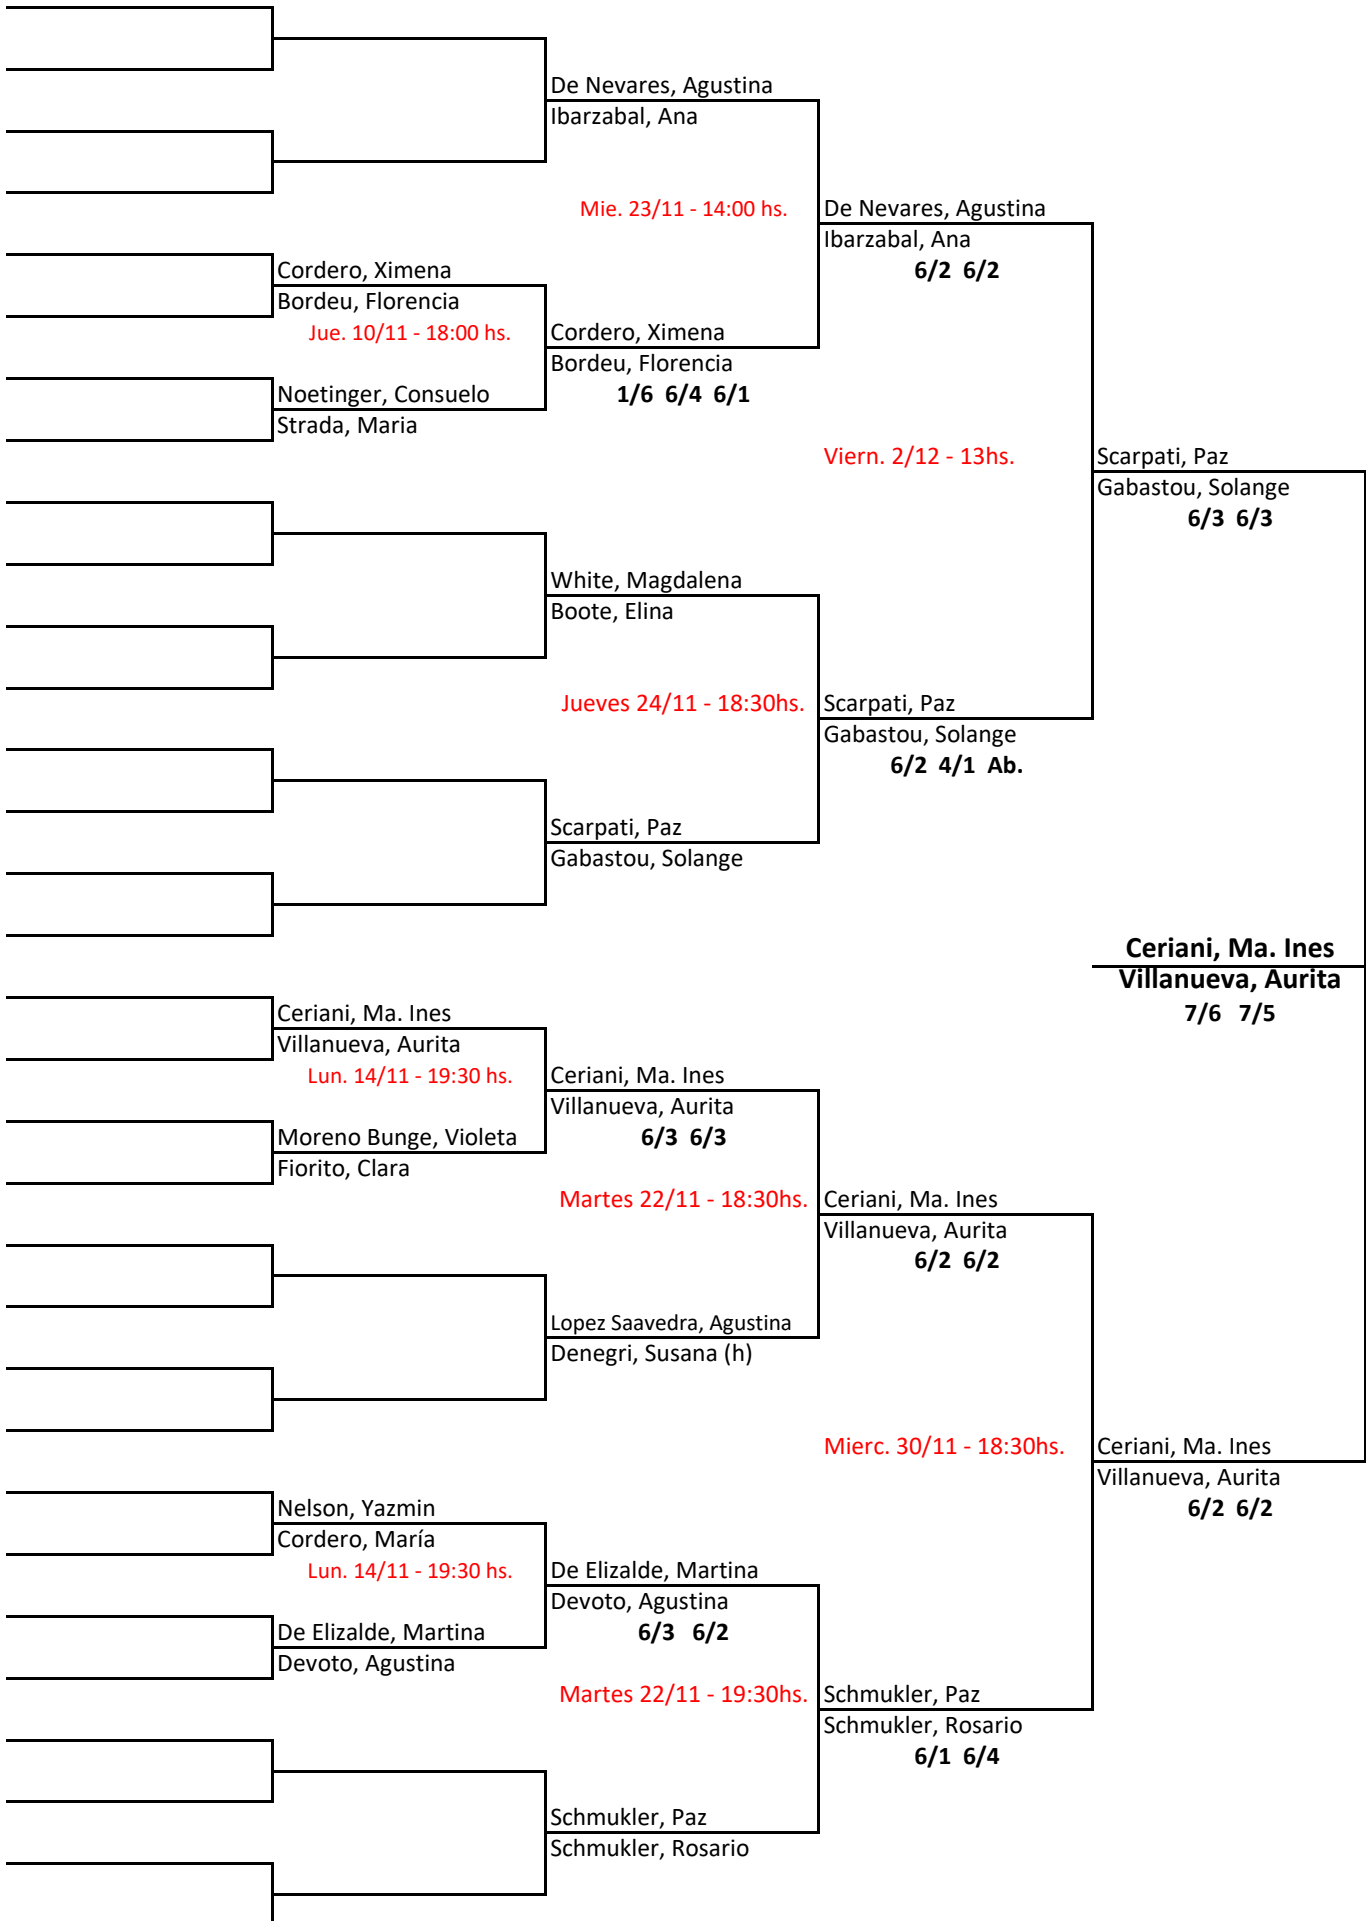 De Nevares, Agustina
Ibarzabal, Ana
Mie. 23/11 - 14:00 hs.
De Nevares, Agustina
Ibarzabal, Ana
6/2 6/2
Cordero, Ximena
Bordeu, Florencia
Jue. 10/11 - 18:00 hs.
Cordero, Ximena
Bordeu, Florencia
1/6 6/4 6/1
Noetinger, Consuelo
Strada, Maria
Viern. 2/12 - 13hs.
Scarpati, Paz
Gabastou, Solange
6/3 6/3
White, Magdalena
Boote, Elina
Jueves 24/11 - 18:30hs.
Scarpati, Paz
Gabastou, Solange
6/2 4/1 Ab.
Scarpati, Paz
Gabastou, Solange
Ceriani, Ma. Ines
Villanueva, Aurita
7/6 7/5
Ceriani, Ma. Ines
Villanueva, Aurita
Lun. 14/11 - 19:30 hs.
Ceriani, Ma. Ines
Villanueva, Aurita
6/3 6/3
Moreno Bunge, Violeta
Fiorito, Clara
Martes 22/11 - 18:30hs.
Ceriani, Ma. Ines
Villanueva, Aurita
6/2 6/2
Lopez Saavedra, Agustina
Denegri, Susana (h)
Mierc. 30/11 - 18:30hs.
Ceriani, Ma. Ines
Villanueva, Aurita
6/2 6/2
Nelson, Yazmin
Cordero, María
Lun. 14/11 - 19:30 hs.
De Elizalde, Martina
Devoto, Agustina
6/3 6/2
De Elizalde, Martina
Devoto, Agustina
Martes 22/11 - 19:30hs.
Schmukler, Paz
Schmukler, Rosario
6/1 6/4
Schmukler, Paz
Schmukler, Rosario